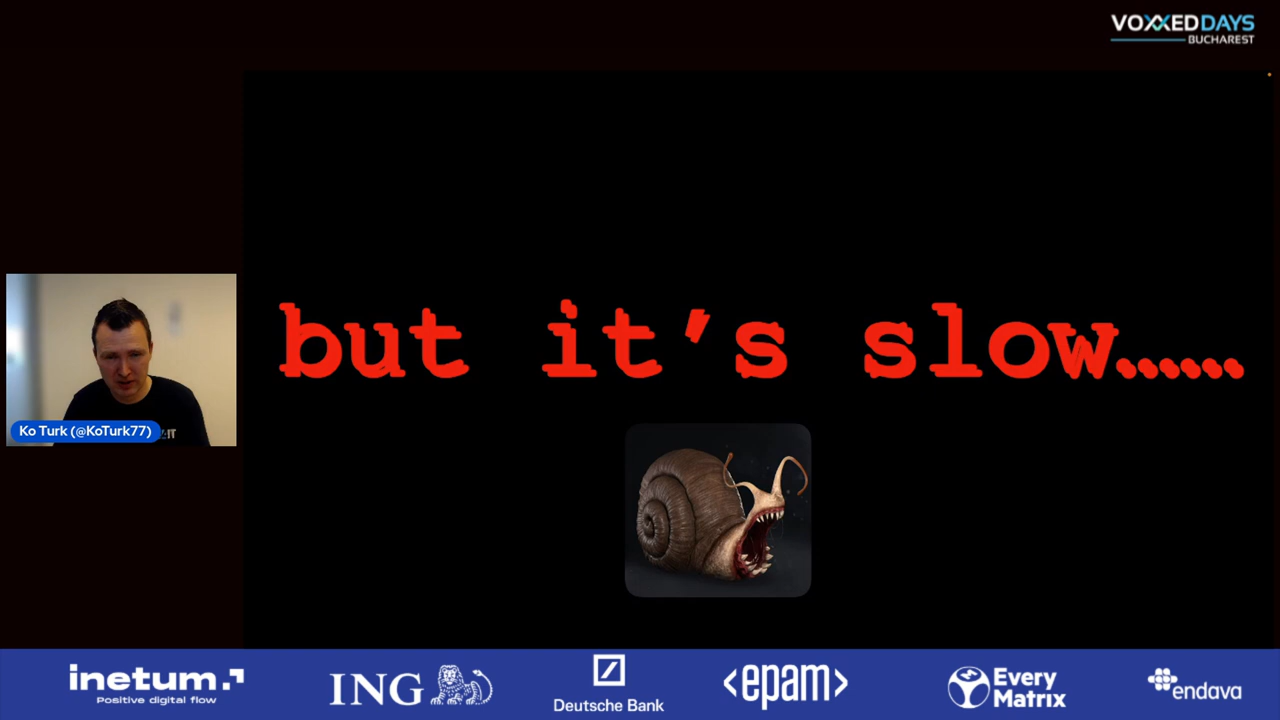 VOXXEDDAYS
BUCHAREST
but it's slow……
Ko Turk (@KoTurk77)
IT
inetum.
Positive digital flow
ING
Deutsche Bank
<epam>
Every
Matrix
endava